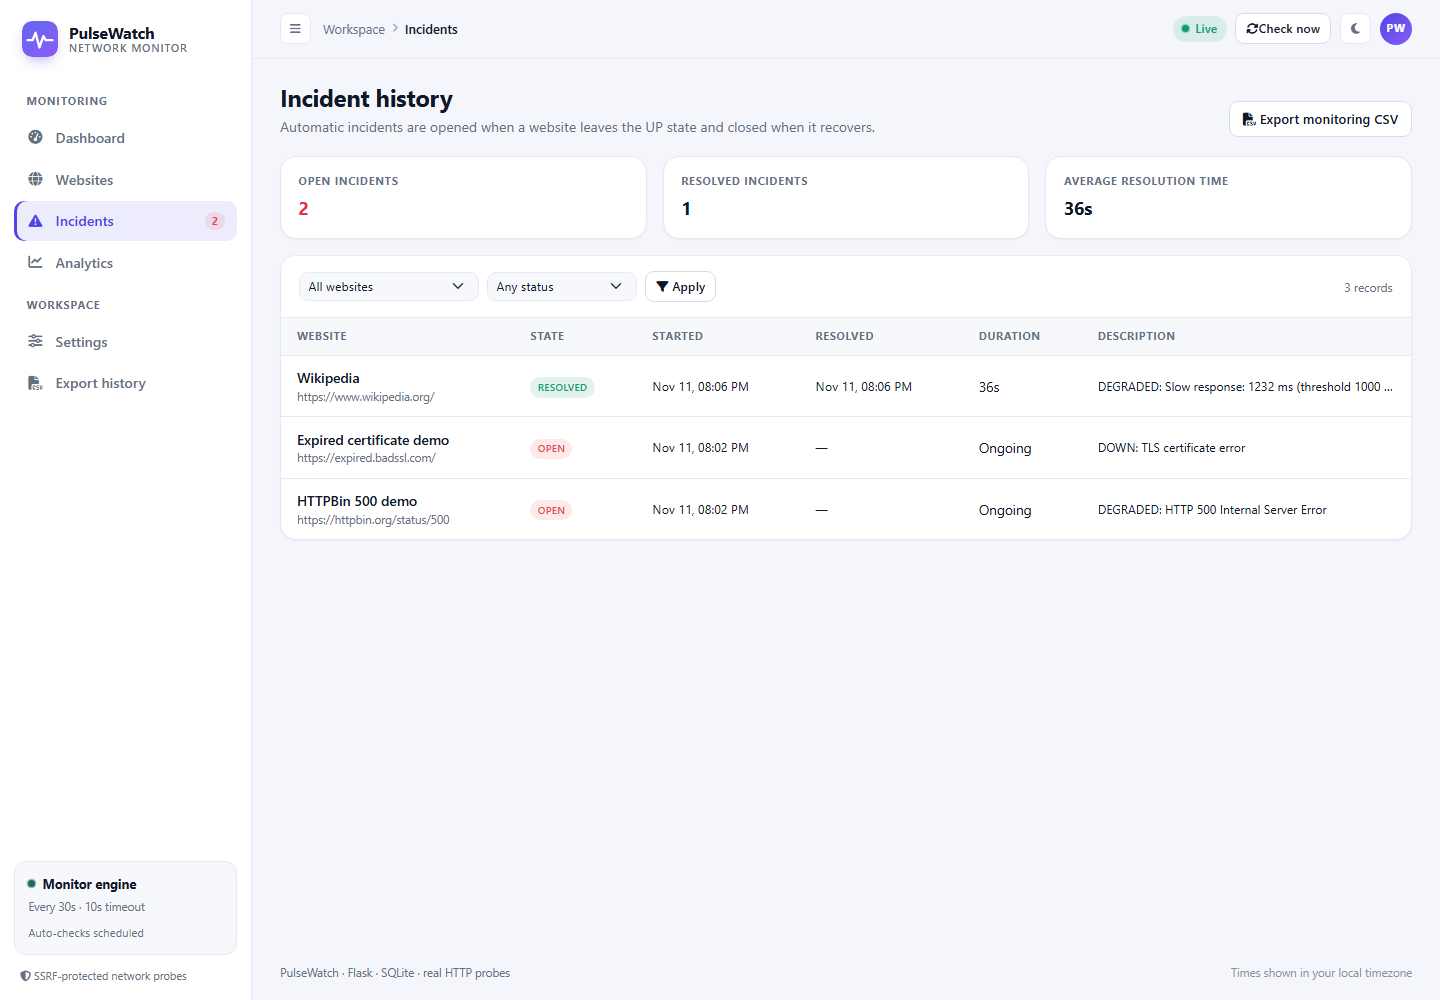 PulseWatch
NETWORK MONITOR
MONITORING
Dashboard
Websites
Incidents 2
Analytics
WORKSPACE
Settings
Export history
Monitor engine
Every 30s · 10s timeout
Auto-checks scheduled
SSRF-protected network probes
Workspace > Incidents
Live
Check now
PW
Incident history
Automatic incidents are opened when a website leaves the UP state and closed when it recovers.
Export monitoring CSV
OPEN INCIDENTS
2
RESOLVED INCIDENTS
1
AVERAGE RESOLUTION TIME
36s
All websites
Any status
Apply
3 records
WEBSITE STATE STARTED RESOLVED DURATION DESCRIPTION
Wikipedia
https://www.wikipedia.org/
RESOLVED Nov 11, 08:06 PM Nov 11, 08:06 PM 36s DEGRADED: Slow response: 1232 ms (threshold 1000 ...
Expired certificate demo
https://expired.badssl.com/
OPEN Nov 11, 08:02 PM — Ongoing DOWN: TLS certificate error
HTTPBin 500 demo
https://httpbin.org/status/500
OPEN Nov 11, 08:02 PM — Ongoing DEGRADED: HTTP 500 Internal Server Error
PulseWatch · Flask · SQLite · real HTTP probes
Times shown in your local timezone